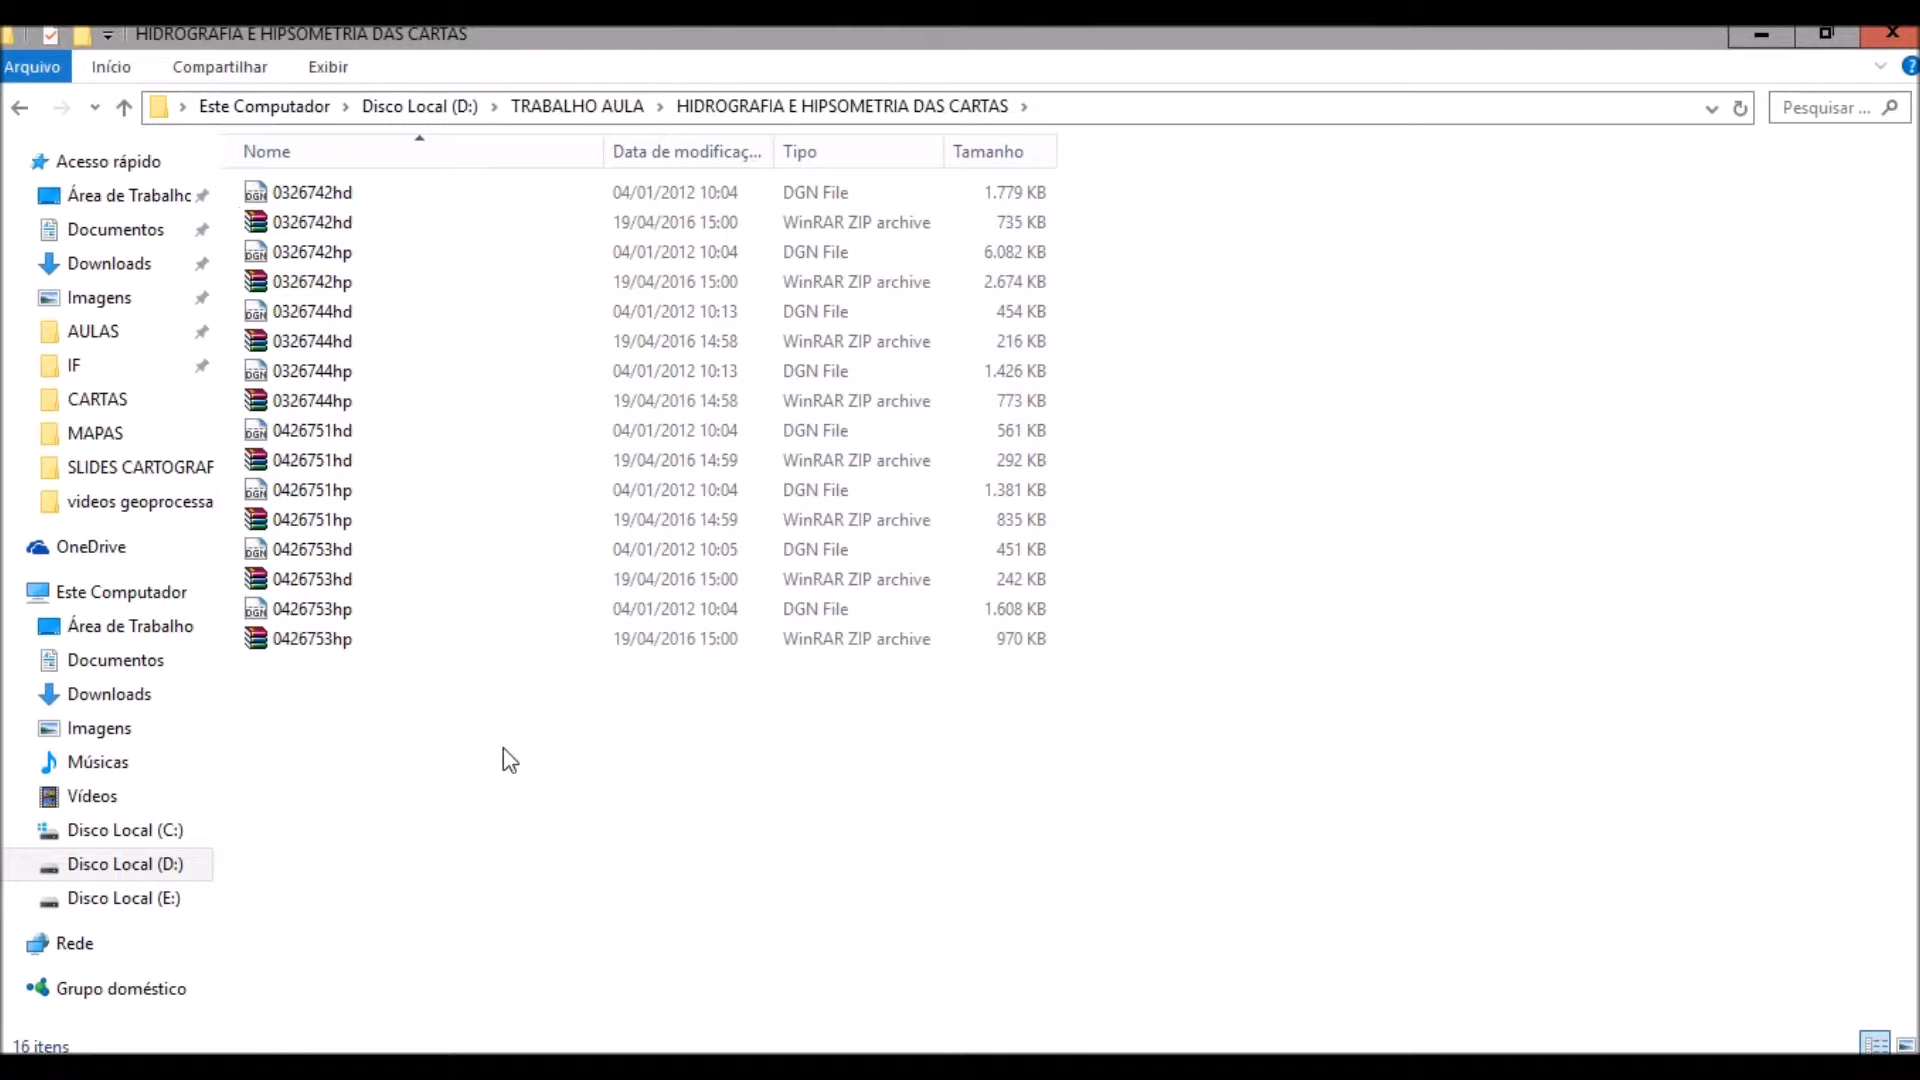 HIDROGRAFIA E HIPSOMETRIA DAS CARTAS
Arquivo Início Compartilhar Exibir
Este Computador Disco Local (D:) TRABALHO AULA HIDROGRAFIA E HIPSOMETRIA DAS CARTAS Pesquisar ...
Nome Data de modificaç... Tipo Tamanho
0326742hd 04/01/2012 10:04 DGN File 1.779 KB
0326742hd 19/04/2016 15:00 WinRAR ZIP archive 735 KB
0326742hp 04/01/2012 10:04 DGN File 6.082 KB
0326742hp 19/04/2016 15:00 WinRAR ZIP archive 2.674 KB
0326744hd 04/01/2012 10:13 DGN File 454 KB
0326744hd 19/04/2016 14:58 WinRAR ZIP archive 216 KB
0326744hp 04/01/2012 10:13 DGN File 1.426 KB
0326744hp 19/04/2016 14:58 WinRAR ZIP archive 773 KB
0426751hd 04/01/2012 10:04 DGN File 561 KB
0426751hd 19/04/2016 14:59 WinRAR ZIP archive 292 KB
0426751hp 04/01/2012 10:04 DGN File 1.381 KB
0426751hp 19/04/2016 14:59 WinRAR ZIP archive 835 KB
0426753hd 04/01/2012 10:05 DGN File 451 KB
0426753hd 19/04/2016 15:00 WinRAR ZIP archive 242 KB
0426753hp 04/01/2012 10:04 DGN File 1.608 KB
0426753hp 19/04/2016 15:00 WinRAR ZIP archive 970 KB
Acesso rápido
Área de Trabalhc
Documentos
Downloads
Imagens
AULAS
IF
CARTAS
MAPAS
SLIDES CARTOGRAF
videos geoprocessa
OneDrive
Este Computador
Área de Trabalho
Documentos
Downloads
Imagens
Músicas
Vídeos
Disco Local (C:)
Disco Local (D:)
Disco Local (E:)
Rede
Grupo doméstico
16 itens